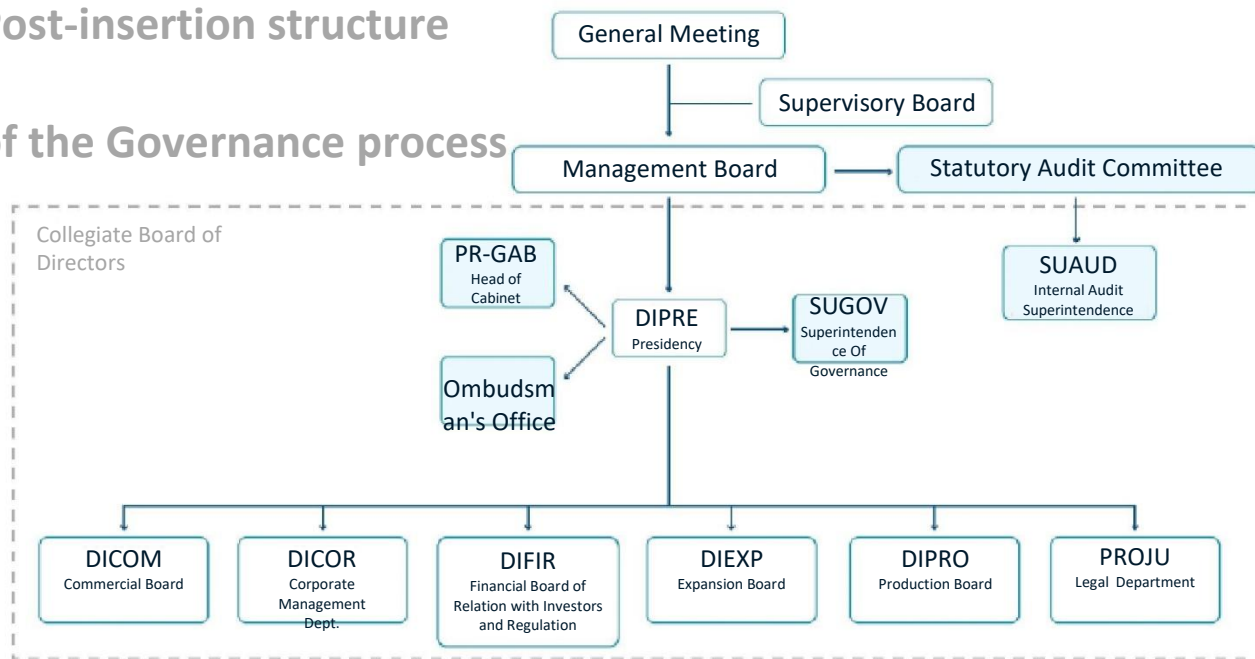 ost-insertion structure
of the Governance process
General Meeting
Supervisory Board
Management Board
Statutory Audit Committee
Collegiate Board of
Directors
PR-GAB
Head of
Cabinet
DIPRE
Presidency
SUGOV
Superintenden
ce Of
Governance
SUAUD
Internal Audit
Superintendence
Ombudsm
an's Office
DICOM
Commercial Board
DICOR
Corporate
Management
Dept.
DIFIR
Financial Board of
Relation with Investors
and Regulation
DIEXP
Expansion Board
DIPRO
Production Board
PROJU
Legal Department